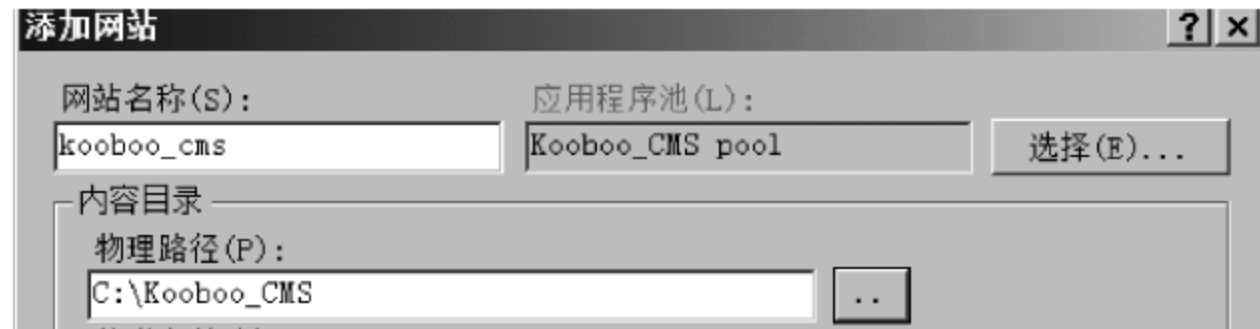 添加网站
网站名称(S): 应用程序池(L):
kooboo_cms Kooboo_CMS pool 选择(E)...
内容目录
物理路径(P):
C:\Kooboo_CMS ..